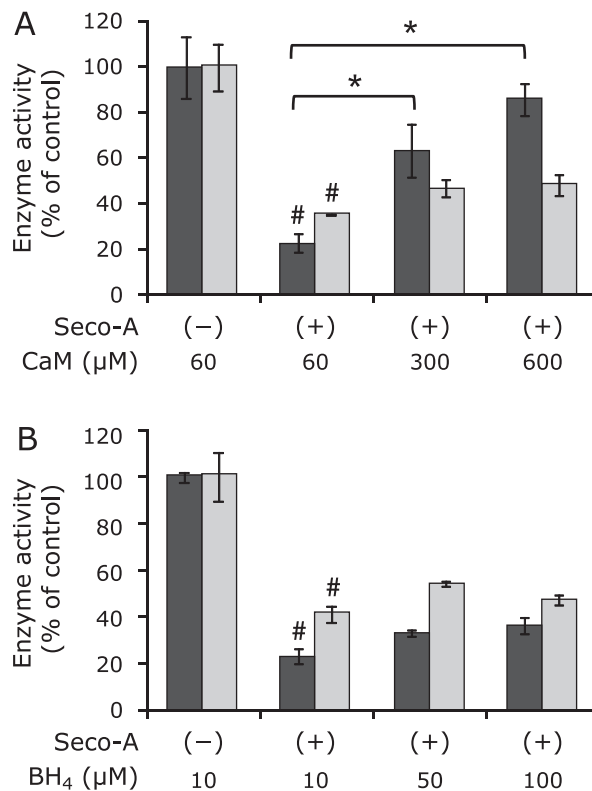 A
120
100
80
60
40
20
0
Enzyme activity
(% of control)
*
*
# #
Seco-A (−) (+) (+) (+)
CaM (µM) 60 60 300 600
B
120
100
80
60
40
20
0
Enzyme activity
(% of control)
# #
Seco-A (−) (+) (+) (+)
BH₄ (µM) 10 10 50 100